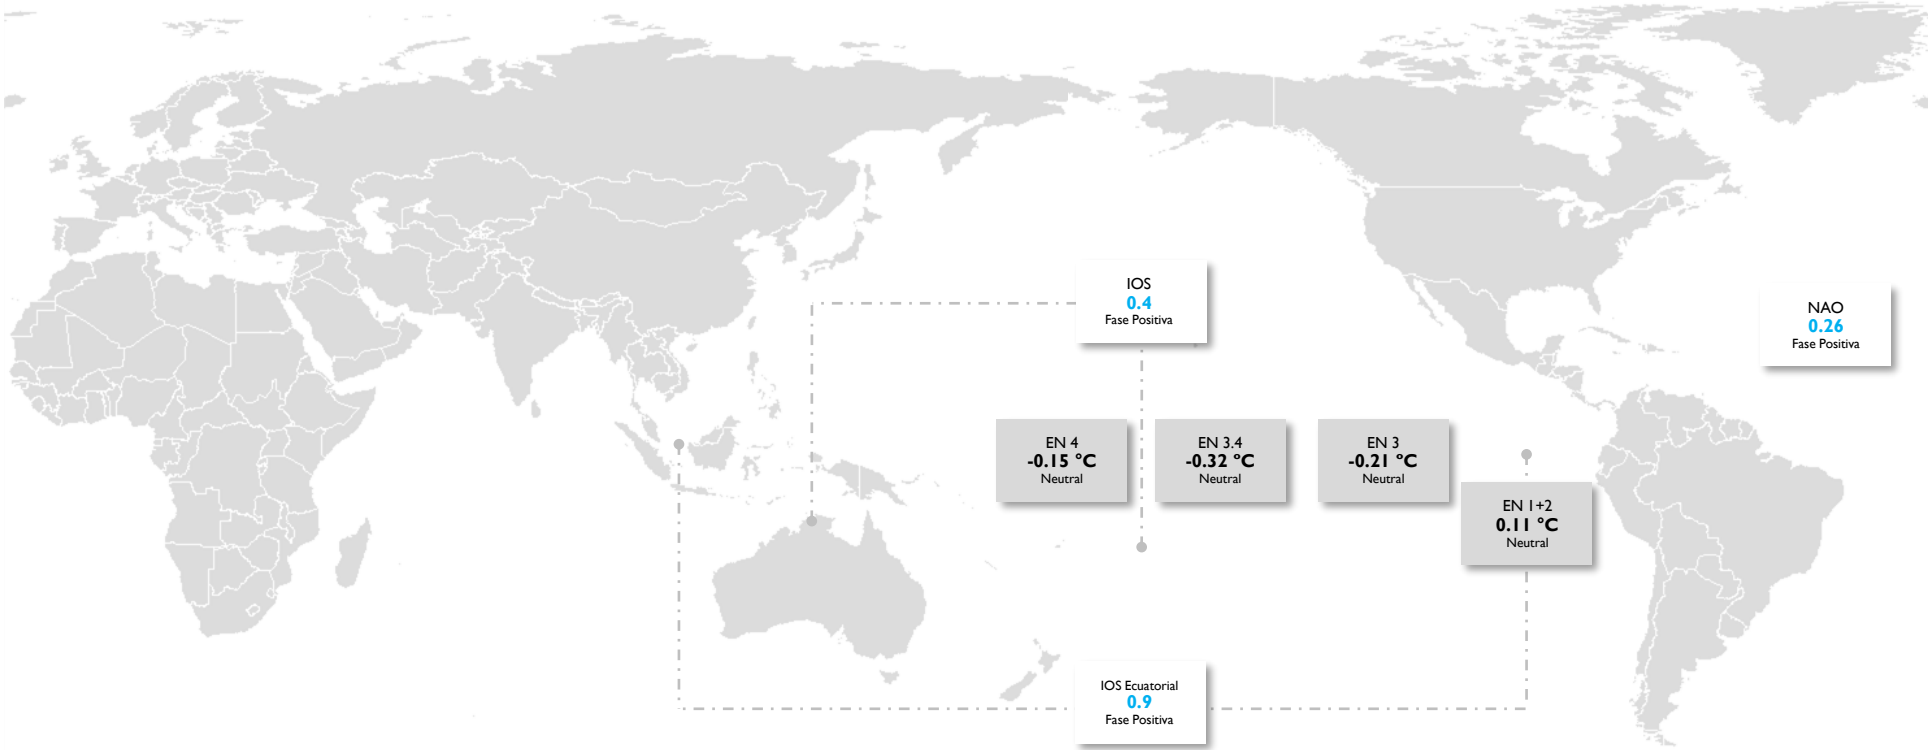 IOS
0.4
Fase Positiva
NAO
0.26
Fase Positiva
EN 4
-0.15 °C
Neutral
EN 3.4
-0.32 °C
Neutral
EN 3
-0.21 °C
Neutral
EN 1+2
0.11 °C
Neutral
IOS Ecuatorial
0.9
Fase Positiva